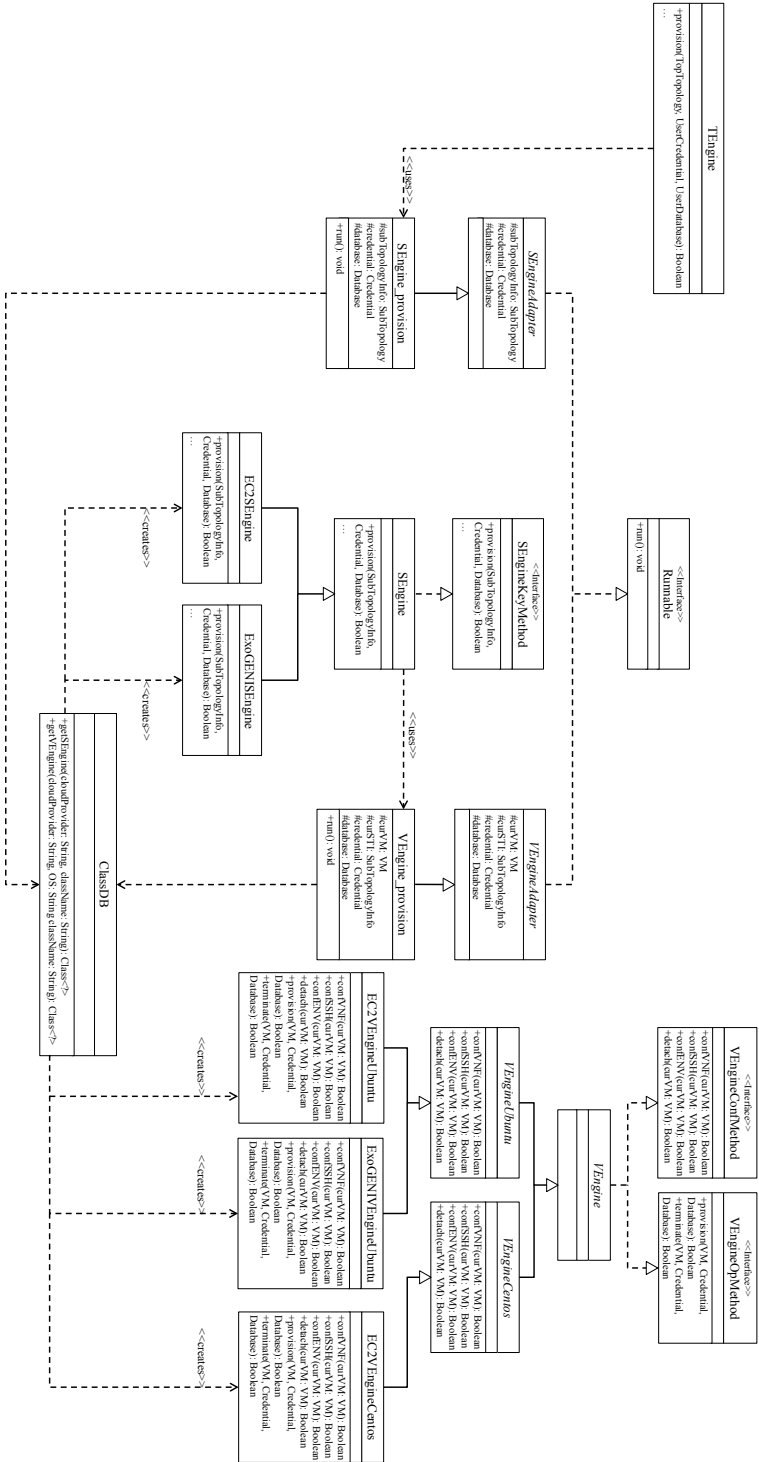 TEngine
+provision(TopTopology, UserCredential, UserDatabase): Boolean
…
<<uses>>
SEngineAdapter
#subTopologyInfo: SubTopology
#credential: Credential
#database: Database
SEngine_provision
#subTopologyInfo: SubTopology
#credential: Credential
#database: Database
+run(): void
<<Interface>>
Runnable
+run(): void
<<Interface>>
SEngineKeyMethod
+provision(SubTopologyInfo,
Credential, Database): Boolean
…
SEngine
+provision(SubTopologyInfo,
Credential, Database): Boolean
…
<<uses>>
EC2SEngine
+provision(SubTopologyInfo,
Credential, Database): Boolean
…
ExoGENISEngine
+provision(SubTopologyInfo,
Credential, Database): Boolean
…
<<creates>>
<<creates>>
VEngineAdapter
#curVM: VM
#curSTI: SubTopologyInfo
#credential: Credential
#database: Database
VEngine_provision
#curVM: VM
#curSTI: SubTopologyInfo
#credential: Credential
#database: Database
+run(): void
ClassDB
+getSEngine(cloudProvider: String, className: String): Class<?>
+getVEngine(cloudProvider: String, OS: String className: String): Class<?>
<<Interface>>
VEngineConfMethod
+confVNF(curVM: VM): Boolean
+confSSH(curVM: VM): Boolean
+confENV(curVM: VM): Boolean
+detach(curVM: VM): Boolean
<<Interface>>
VEngineOpMethod
+provision(VM, Credential,
Database): Boolean
+terminate(VM, Credential,
Database): Boolean
VEngine
VEngineUbuntu
+confVNF(curVM: VM): Boolean
+confSSH(curVM: VM): Boolean
+confENV(curVM: VM): Boolean
+detach(curVM: VM): Boolean
VEngineCentos
+confVNF(curVM: VM): Boolean
+confSSH(curVM: VM): Boolean
+confENV(curVM: VM): Boolean
+detach(curVM: VM): Boolean
EC2VEngineUbuntu
+confVNF(curVM: VM): Boolean
+confSSH(curVM: VM): Boolean
+confENV(curVM: VM): Boolean
+detach(curVM: VM): Boolean
+provision(VM, Credential,
Database): Boolean
+terminate(VM, Credential,
Database): Boolean
ExoGENIVEngineUbuntu
+confVNF(curVM: VM): Boolean
+confSSH(curVM: VM): Boolean
+confENV(curVM: VM): Boolean
+detach(curVM: VM): Boolean
+provision(VM, Credential,
Database): Boolean
+terminate(VM, Credential,
Database): Boolean
EC2VEngineCentos
+confVNF(curVM: VM): Boolean
+confSSH(curVM: VM): Boolean
+confENV(curVM: VM): Boolean
+detach(curVM: VM): Boolean
+provision(VM, Credential,
Database): Boolean
+terminate(VM, Credential,
Database): Boolean
<<creates>>
<<creates>>
<<creates>>